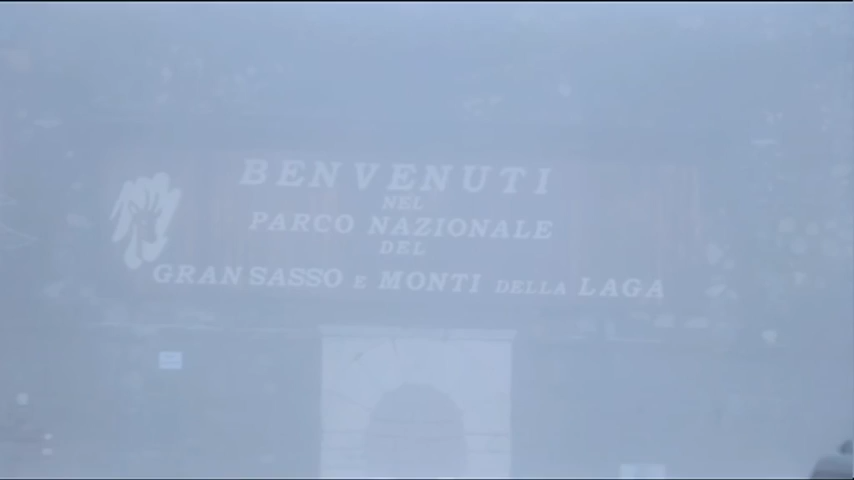 BENVENUTI
NEL
PARCO NAZIONALE
DEL
GRAN SASSO E MONTI DELLA LAGA